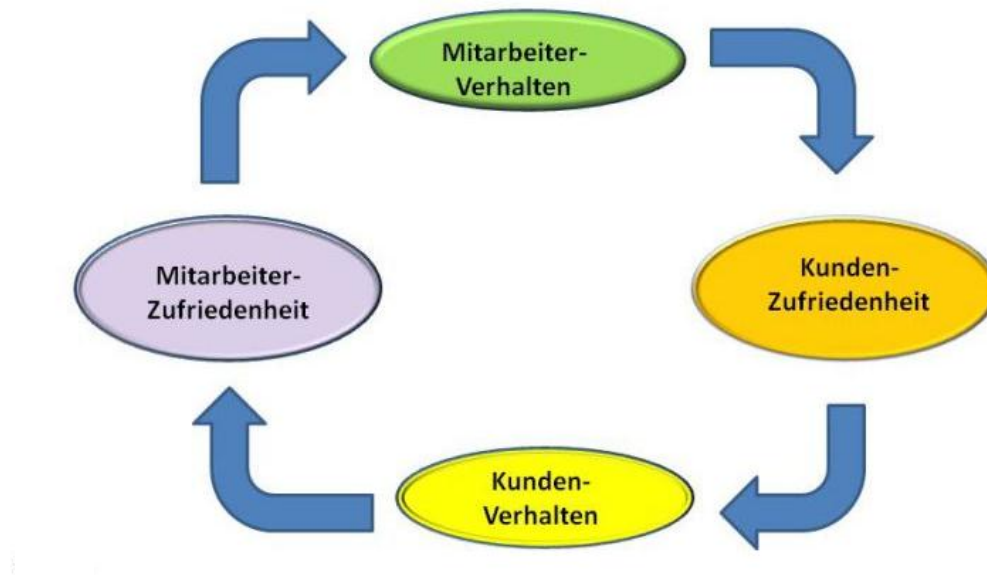 Mitarbeiter-
Verhalten
Kunden-
Zufriedenheit
Kunden-
Verhalten
Mitarbeiter-
Zufriedenheit